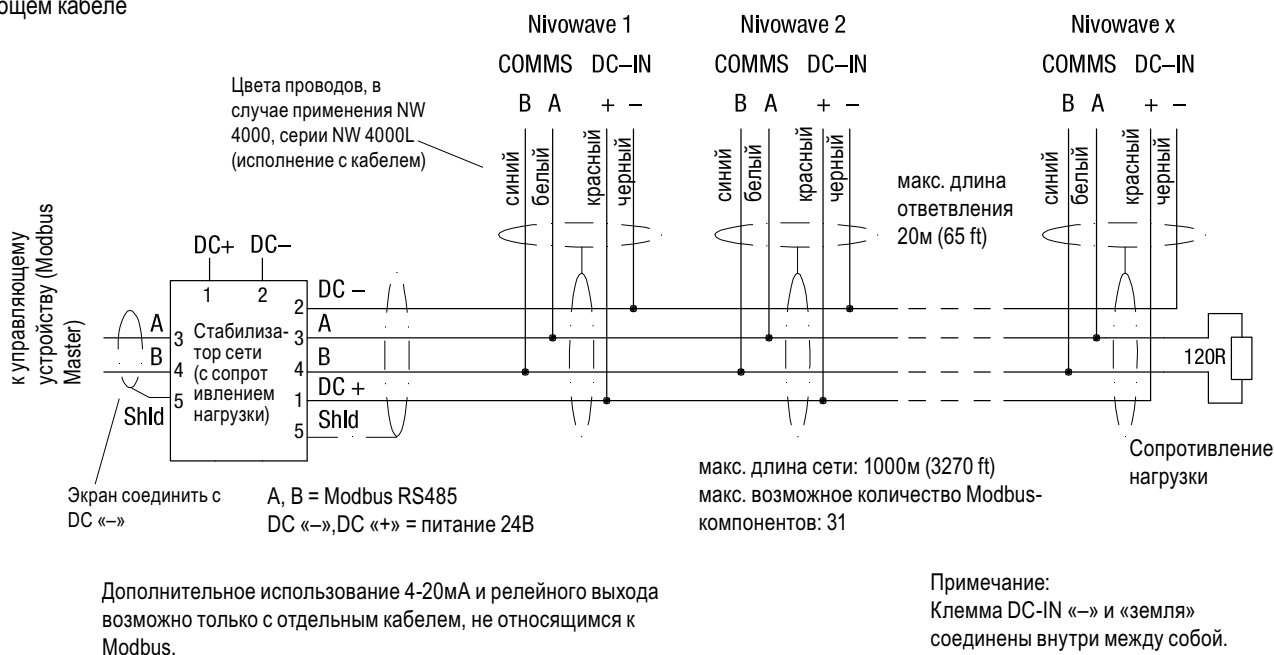 ощем кабеле
Nivowave 1
Nivowave 2
Nivowave x
COMMS DC–IN
COMMS DC–IN
COMMS DC–IN
B A + –
B A + –
B A + –
Цвета проводов, в
случае применения NW
4000, серии NW 4000L
(исполнение с кабелем)
синий
белый
красный
черный
синий
белый
красный
черный
синий
белый
красный
черный
макс. длина
ответвления
20м (65 ft)
к управляющему
устройству (Modbus
Master)
DC+ DC–
1 2
A 3
B 4
Shld 5
Стабилиза-
тор сети
(с сопрот
ивлением
нагрузки)
2 DC –
3 A
4 B
1 DC +
5 Shld
120R
Сопротивление
нагрузки
Экран соединить с
DC «–»
A, B = Modbus RS485
DC «–»,DC «+» = питание 24В
макс. длина сети: 1000м (3270 ft)
макс. возможное количество Modbus-
компонентов: 31
Дополнительное использование 4-20мА и релейного выхода
возможно только с отдельным кабелем, не относящимся к
Modbus.
Примечание:
Клемма DC-IN «–» и «земля»
соединены внутри между собой.